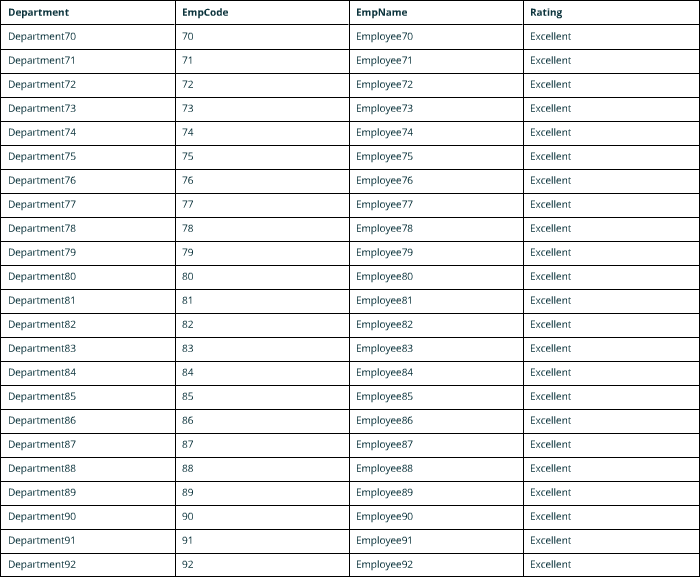 Department EmpCode EmpName Rating
Department70 70 Employee70 Excellent
Department71 71 Employee71 Excellent
Department72 72 Employee72 Excellent
Department73 73 Employee73 Excellent
Department74 74 Employee74 Excellent
Department75 75 Employee75 Excellent
Department76 76 Employee76 Excellent
Department77 77 Employee77 Excellent
Department78 78 Employee78 Excellent
Department79 79 Employee79 Excellent
Department80 80 Employee80 Excellent
Department81 81 Employee81 Excellent
Department82 82 Employee82 Excellent
Department83 83 Employee83 Excellent
Department84 84 Employee84 Excellent
Department85 85 Employee85 Excellent
Department86 86 Employee86 Excellent
Department87 87 Employee87 Excellent
Department88 88 Employee88 Excellent
Department89 89 Employee89 Excellent
Department90 90 Employee90 Excellent
Department91 91 Employee91 Excellent
Department92 92 Employee92 Excellent